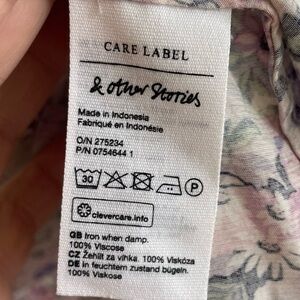 CARE LABEL
& other Stories
Made in Indonesia
Fabriqué en Indonésie
O/N 275234
P/N 0754644 1
30 P
clevercare.info
GB Iron when damp.
100% Viscose
CZ Žehlit za vlhka. 100% Viskóza
DE in feuchtem zustand bügeln.
100% Viskose